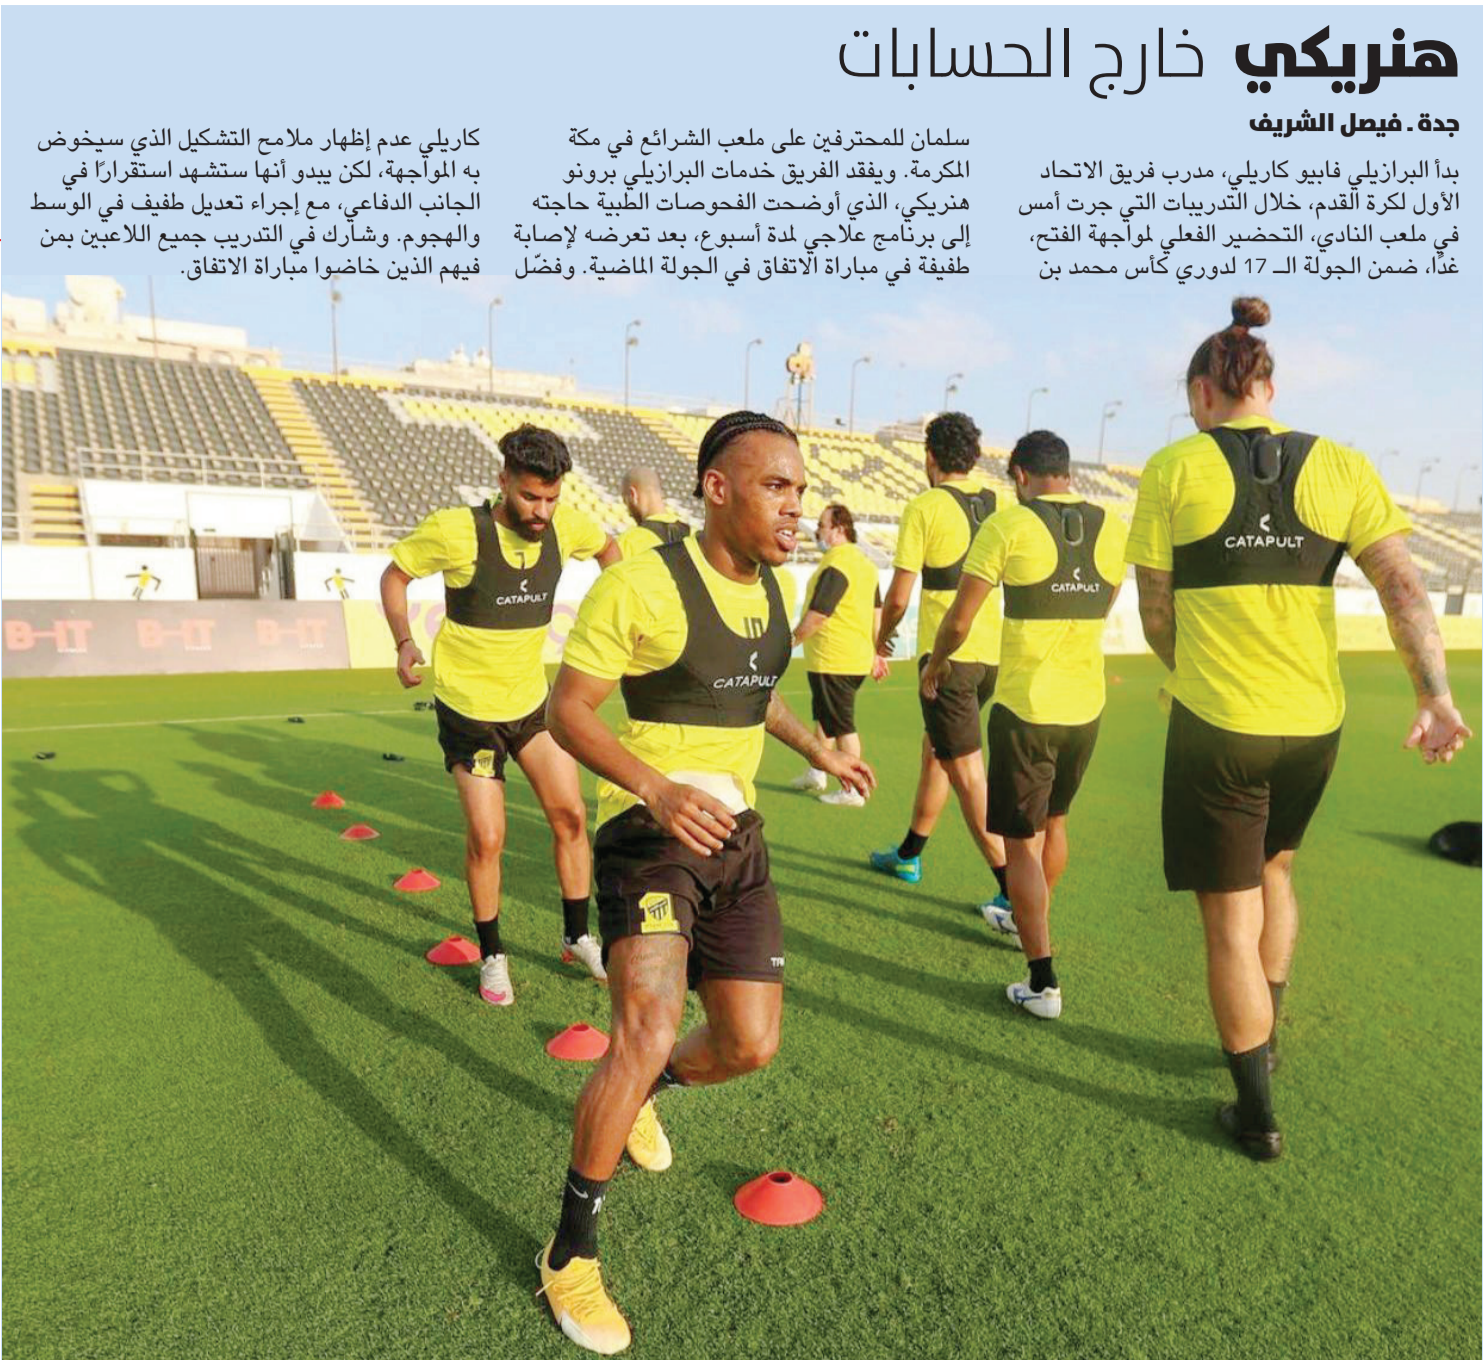 هنريكي خارج الحسابات
جدة ـ فيصل الشريف
بدأ البرازيلي فابيو كاريلي، مدرب فريق الاتحاد
الأول لكرة القدم، خلال التدريبات التي جرت أمس
في ملعب النادي، التحضير الفعلي لمواجهة الفتح،
غدًا، ضمن الجولة الـ 17 لدوري كأس محمد بن
سلمان للمحترفين على ملعب الشرائع في مكة
المكرمة. ويفقد الفريق خدمات البرازيلي برونو
هنريكي، الذي أوضحت الفحوصات الطبية حاجته
إلى برنامج علاجي لمدة أسبوع، بعد تعرضه لإصابة
طفيفة في مباراة الاتفاق في الجولة الماضية. وفضّل
كاريلي عدم إظهار ملامح التشكيل الذي سيخوض
به المواجهة، لكن يبدو أنها ستشهد استقرارًا في
الجانب الدفاعي، مع إجراء تعديل طفيف في الوسط
والهجوم. وشارك في التدريب جميع اللاعبين بمن
فيهم الذين خاضوا مباراة الاتفاق.
CATAPULT
CATAPULT
CATAPULT
CATAPULT
B-IT B-IT B-IT